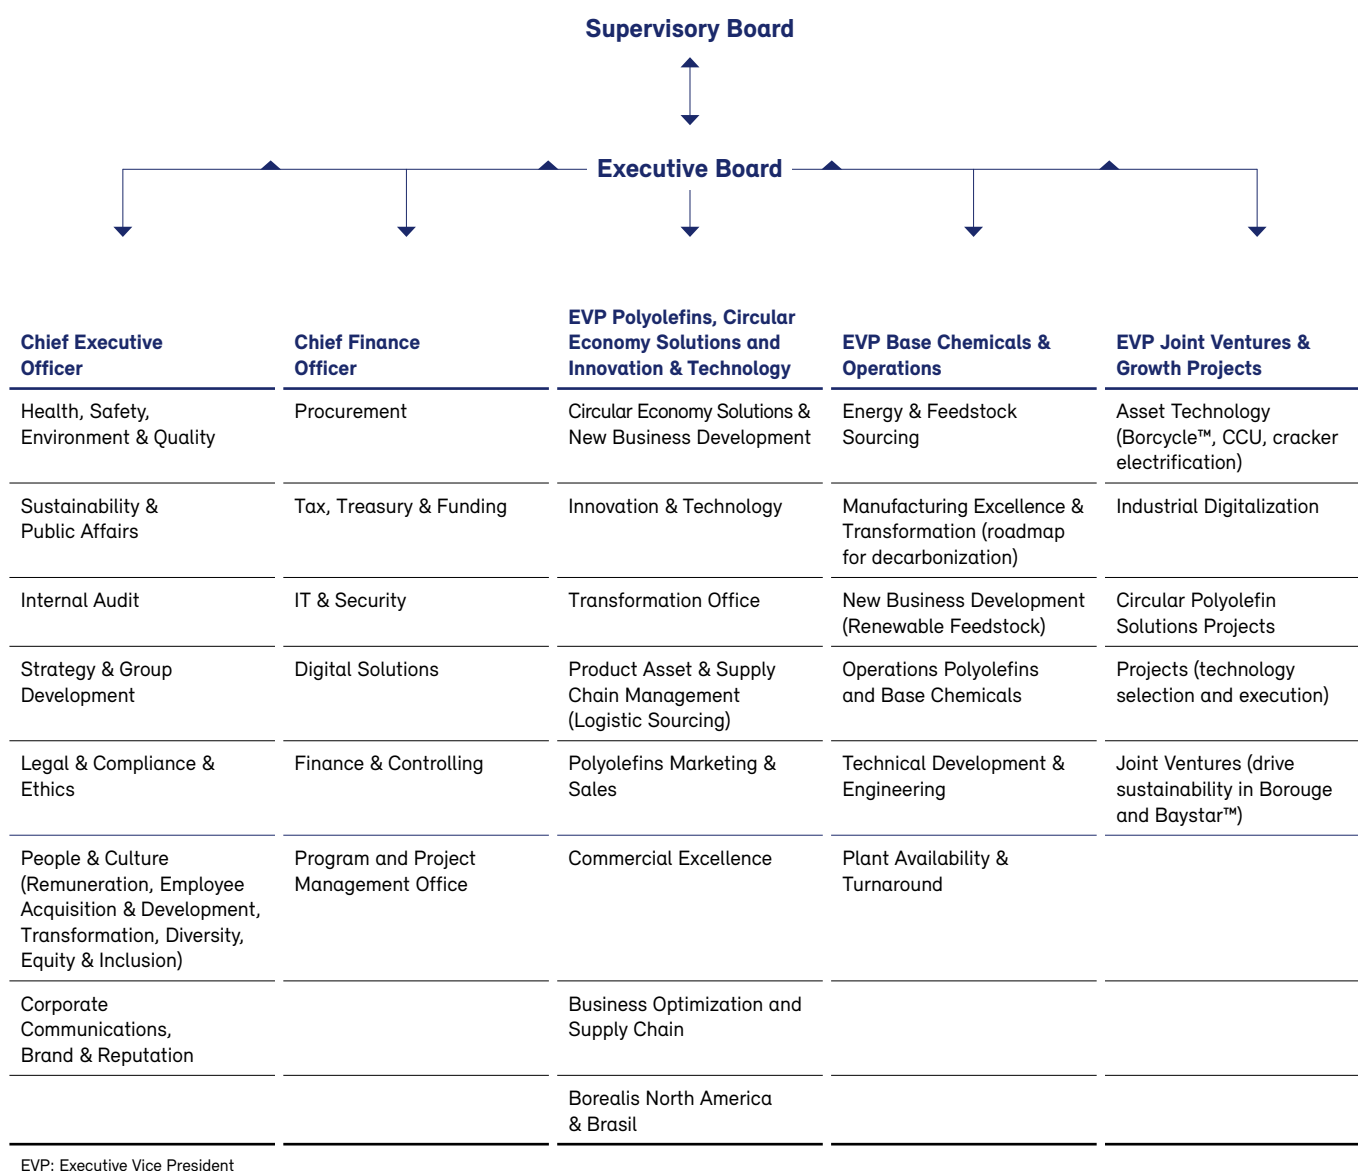 Supervisory Board
Executive Board
Chief Executive
Officer
Health, Safety,
Environment & Quality
Sustainability &
Public Affairs
Internal Audit
Strategy & Group
Development
Legal & Compliance &
Ethics
People & Culture
(Remuneration, Employee
Acquisition & Development,
Transformation, Diversity,
Equity & Inclusion)
Corporate
Communications,
Brand & Reputation
Chief Finance
Officer
Procurement
Tax, Treasury & Funding
IT & Security
Digital Solutions
Finance & Controlling
Program and Project
Management Office
EVP Polyolefins, Circular
Economy Solutions and
Innovation & Technology
Circular Economy Solutions &
New Business Development
Innovation & Technology
Transformation Office
Product Asset & Supply
Chain Management
(Logistic Sourcing)
Polyolefins Marketing &
Sales
Commercial Excellence
Business Optimization and
Supply Chain
Borealis North America
& Brasil
EVP Base Chemicals &
Operations
Energy & Feedstock
Sourcing
Manufacturing Excellence &
Transformation (roadmap
for decarbonization)
New Business Development
(Renewable Feedstock)
Operations Polyolefins
and Base Chemicals
Technical Development &
Engineering
Plant Availability &
Turnaround
EVP Joint Ventures &
Growth Projects
Asset Technology
(Borcycle™, CCU, cracker
electrification)
Industrial Digitalization
Circular Polyolefin
Solutions Projects
Projects (technology
selection and execution)
Joint Ventures (drive
sustainability in Borouge
and Baystar™)
EVP: Executive Vice President